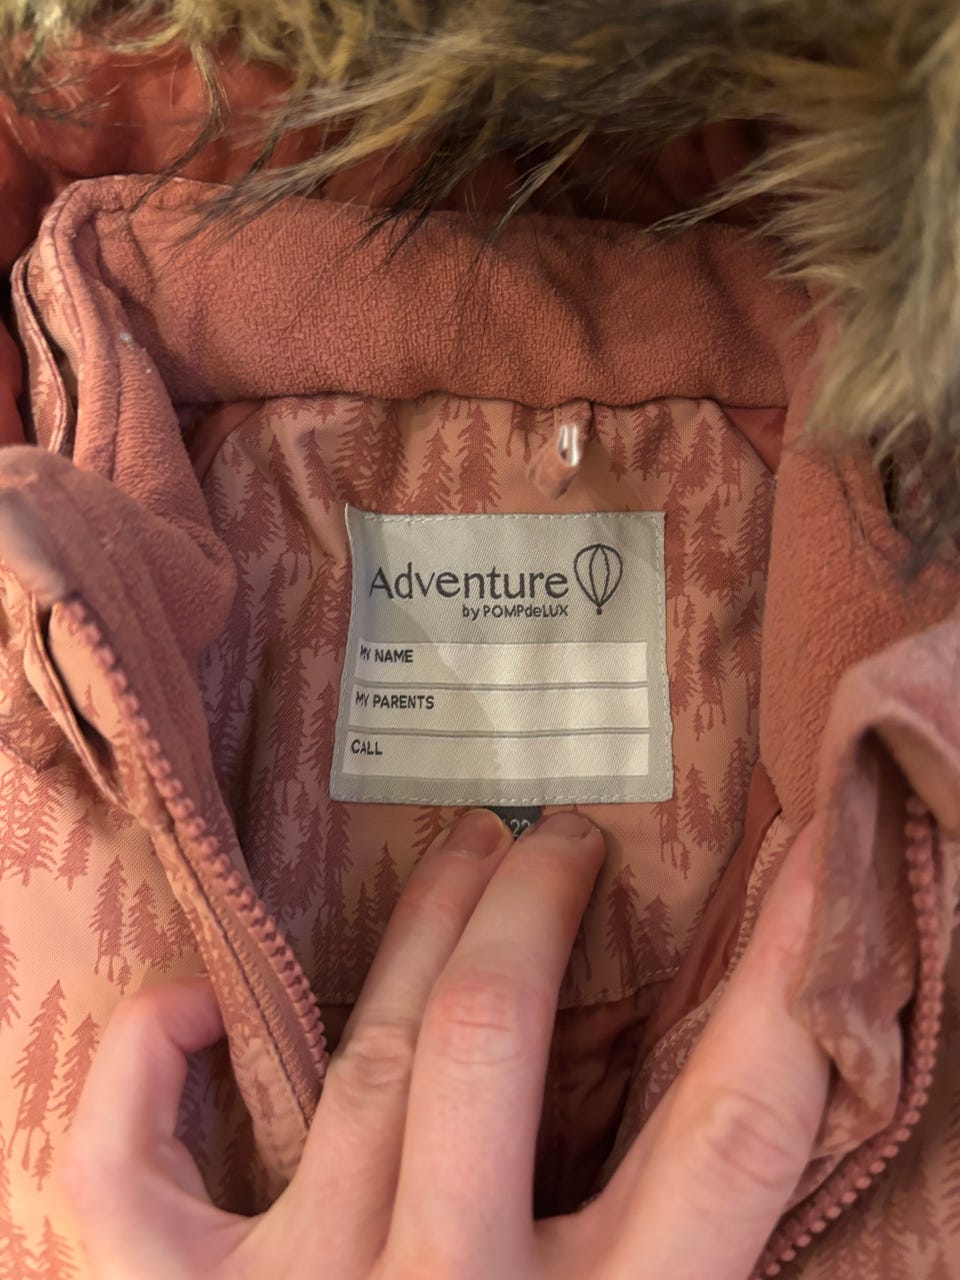 Adventure
by POMPdeLUX
MY NAME
MY PARENTS
CALL